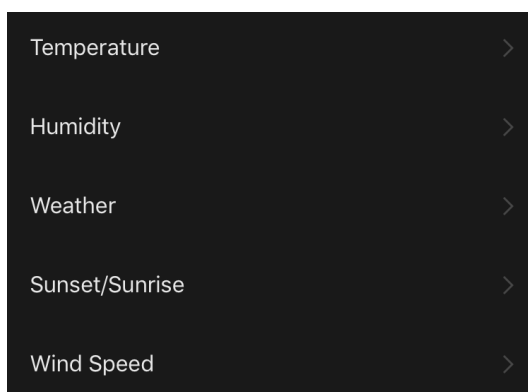 Temperature
Humidity
Weather
Sunset/Sunrise
Wind Speed